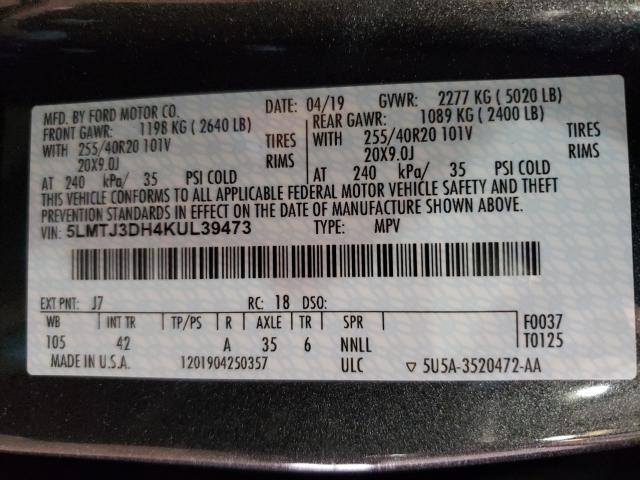 MFD. BY FORD MOTOR CO. DATE: 04/19 GVWR: 2277 KG ( 5020 LB)
FRONT GAWR: 1198 KG ( 2640 LB) REAR GAWR: 1089 KG ( 2400 LB)
WITH 255/40R20 101V TIRES WITH 255/40R20 101V TIRES
20X9.0J RIMS 20X9.0J RIMS
AT 240 kPa/ 35 PSI COLD AT 240 kPa/ 35 PSI COLD
THIS VEHICLE CONFORMS TO ALL APPLICABLE FEDERAL MOTOR VEHICLE SAFETY AND THEFT
PREVENTION STANDARDS IN EFFECT ON THE DATE OF MANUFACTURE SHOWN ABOVE.
VIN: 5LMTJ3DH4KUL39473 TYPE: MPV
EXT PNT: J7 RC: 18 DSO:
WB INT TR TP/PS R AXLE TR SPR F0037
105 42 A 35 6 NNLL T0125
MADE IN U.S.A. 1201904250357 ULC ▽ 5U5A-3520472-AA